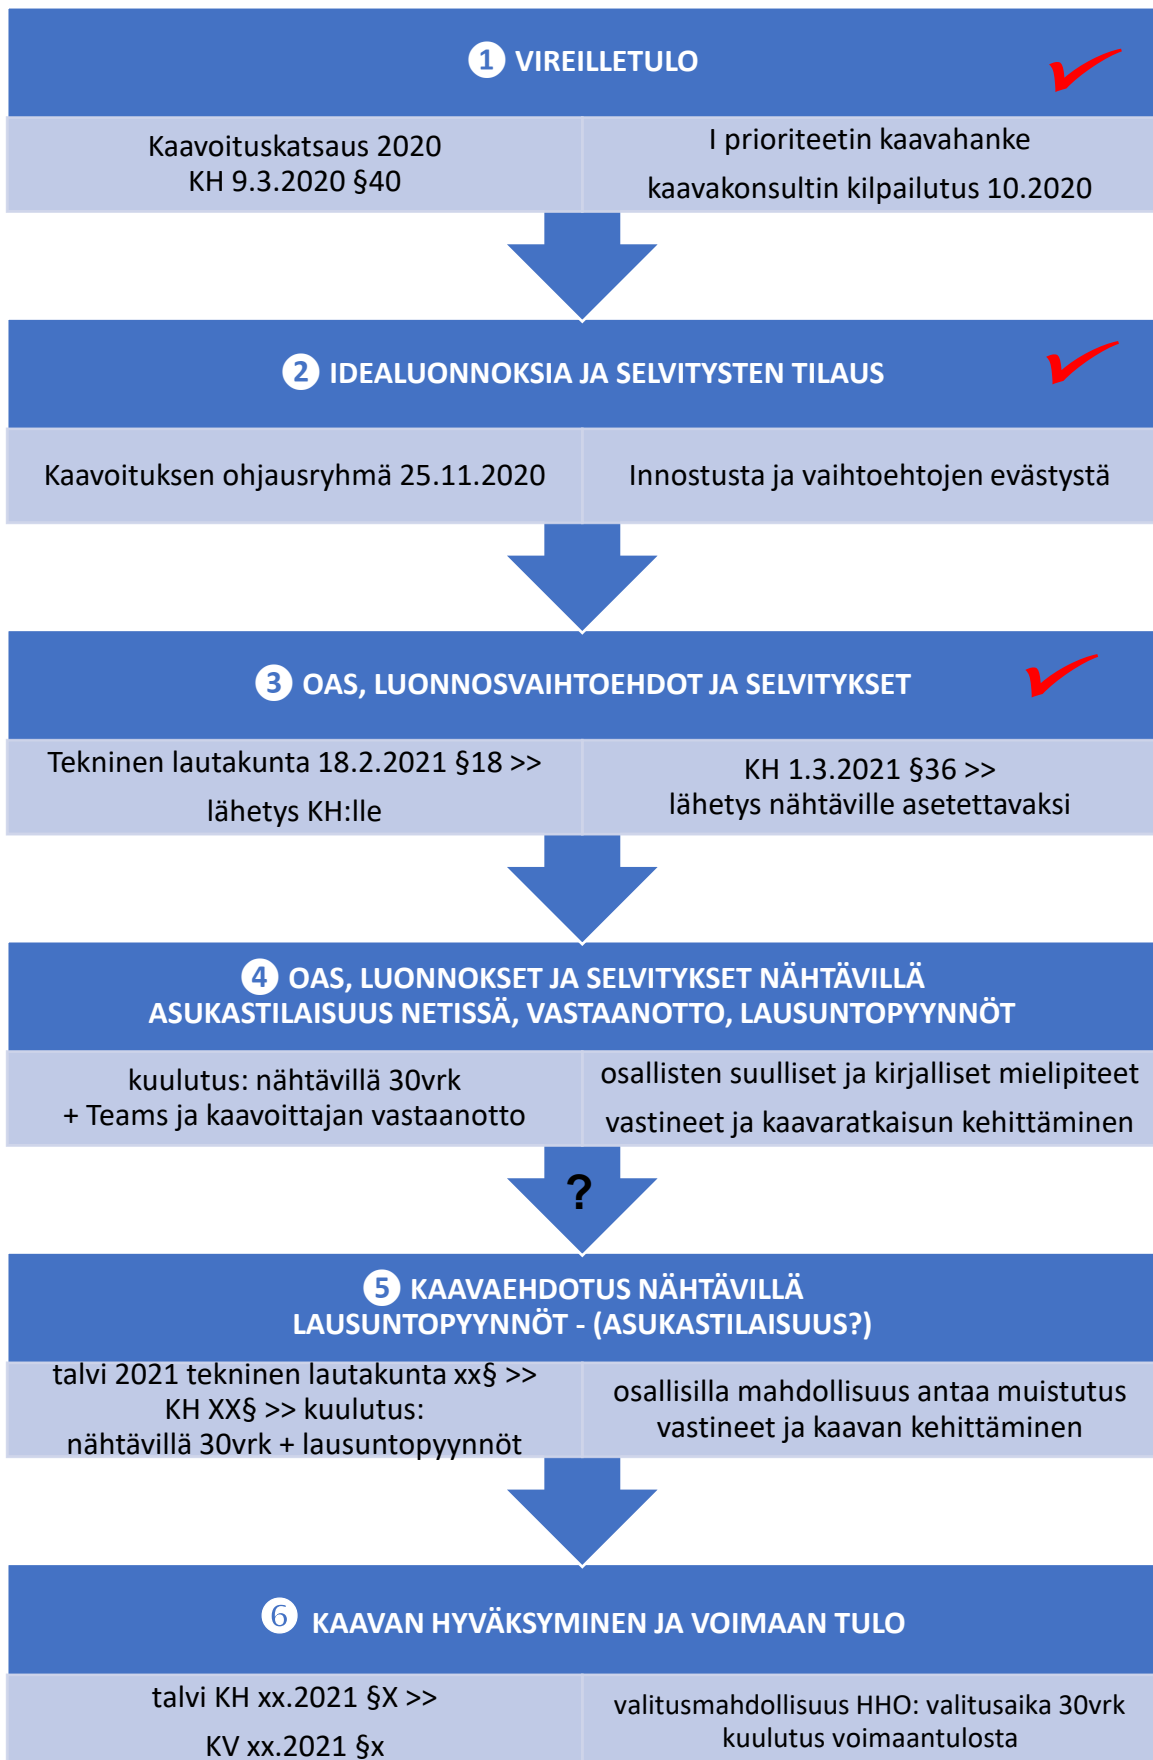 ❶ VIREILLETULO
Kaavoituskatsaus 2020
KH 9.3.2020 §40
I prioriteetin kaavahanke
kaavakonsultin kilpailutus 10.2020
❷ IDEALUONNOKSIA JA SELVITYSTEN TILAUS
Kaavoituksen ohjausryhmä 25.11.2020
Innostusta ja vaihtoehtojen evästystä
❸ OAS, LUONNOSVAIHTOEHDOT JA SELVITYKSET
Tekninen lautakunta 18.2.2021 §18 >>
lähetys KH:lle
KH 1.3.2021 §36 >>
lähetys nähtäville asetettavaksi
❹ OAS, LUONNOKSET JA SELVITYKSET NÄHTÄVILLÄ
ASUKASTILAISUUS NETISSÄ, VASTAANOTTO, LAUSUNTOPYYNNÖT
kuulutus: nähtävillä 30vrk
+ Teams ja kaavoittajan vastaanotto
osallisten suulliset ja kirjalliset mielipiteet
vastineet ja kaavaratkaisun kehittäminen
?
❺ KAAVAEHDOTUS NÄHTÄVILLÄ
LAUSUNTOPYYNNÖT - (ASUKASTILAISUUS?)
talvi 2021 tekninen lautakunta xx§ >>
KH XX§ >> kuulutus:
nähtävillä 30vrk + lausuntopyynnöt
osallisilla mahdollisuus antaa muistutus
vastineet ja kaavan kehittäminen
❻ KAAVAN HYVÄKSYMINEN JA VOIMAAN TULO
talvi KH xx.2021 §X >>
KV xx.2021 §x
valitusmahdollisuus HHO: valitusaika 30vrk
kuulutus voimaantulosta